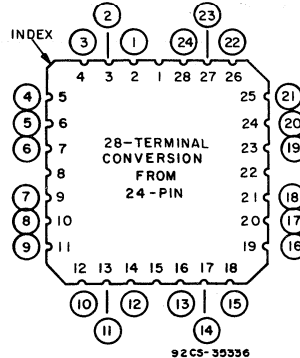 2 23
INDEX 3 1 24 22
4 3 2 1 28 27 26
4 5 25 21
5 6 24 20
6 7 23 19
28-TERMINAL
CONVERSION
FROM
24-PIN
8 22
7 9 21 18
8 10 20 17
9 11 19 16
12 13 14 15 16 17 18
10 12 13 15
11 14
92CS-35336